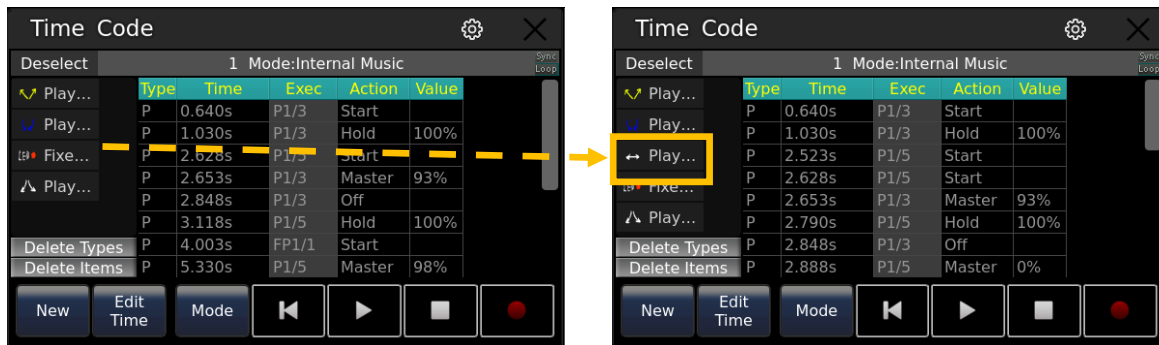 Time Code
Deselect 1 Mode:Internal Music Sync Loop
Play...
Play...
Fixe...
Play...
Delete Types
Delete Items
Type Time Exec Action Value
P 0.640s P1/3 Start
P 1.030s P1/3 Hold 100%
P 2.628s P1/5 Start
P 2.653s P1/3 Master 93%
P 2.848s P1/3 Off
P 3.118s P1/5 Hold 100%
P 4.003s FP1/1 Start
P 5.330s P1/5 Master 98%
New Edit Time Mode
Time Code
Deselect 1 Mode:Internal Music Sync Loop
Play...
Play...
Play...
Fixe...
Play...
Delete Types
Delete Items
Type Time Exec Action Value
P 0.640s P1/3 Start
P 1.030s P1/3 Hold 100%
P 2.523s P1/5 Start
P 2.628s P1/5 Start
P 2.653s P1/3 Master 93%
P 2.790s P1/5 Hold 100%
P 2.848s P1/3 Off
P 2.888s P1/5 Master 0%
New Edit Time Mode